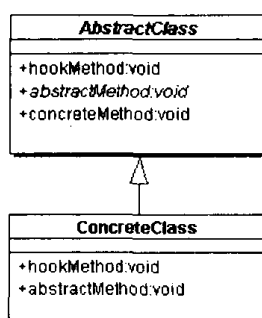 AbstractClass
+hookMethod:void
+abstractMethod:void
+concreteMethod:void
ConcreteClass
+hookMethod:void
+abstractMethod:void